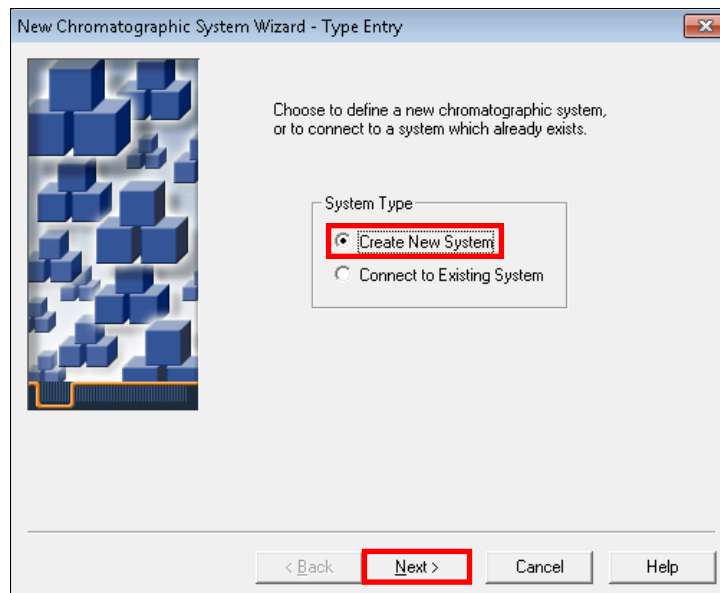 New Chromatographic System Wizard - Type Entry
Choose to define a new chromatographic system,
or to connect to a system which already exists.
System Type
Create New System
Connect to Existing System
< Back
Next >
Cancel
Help